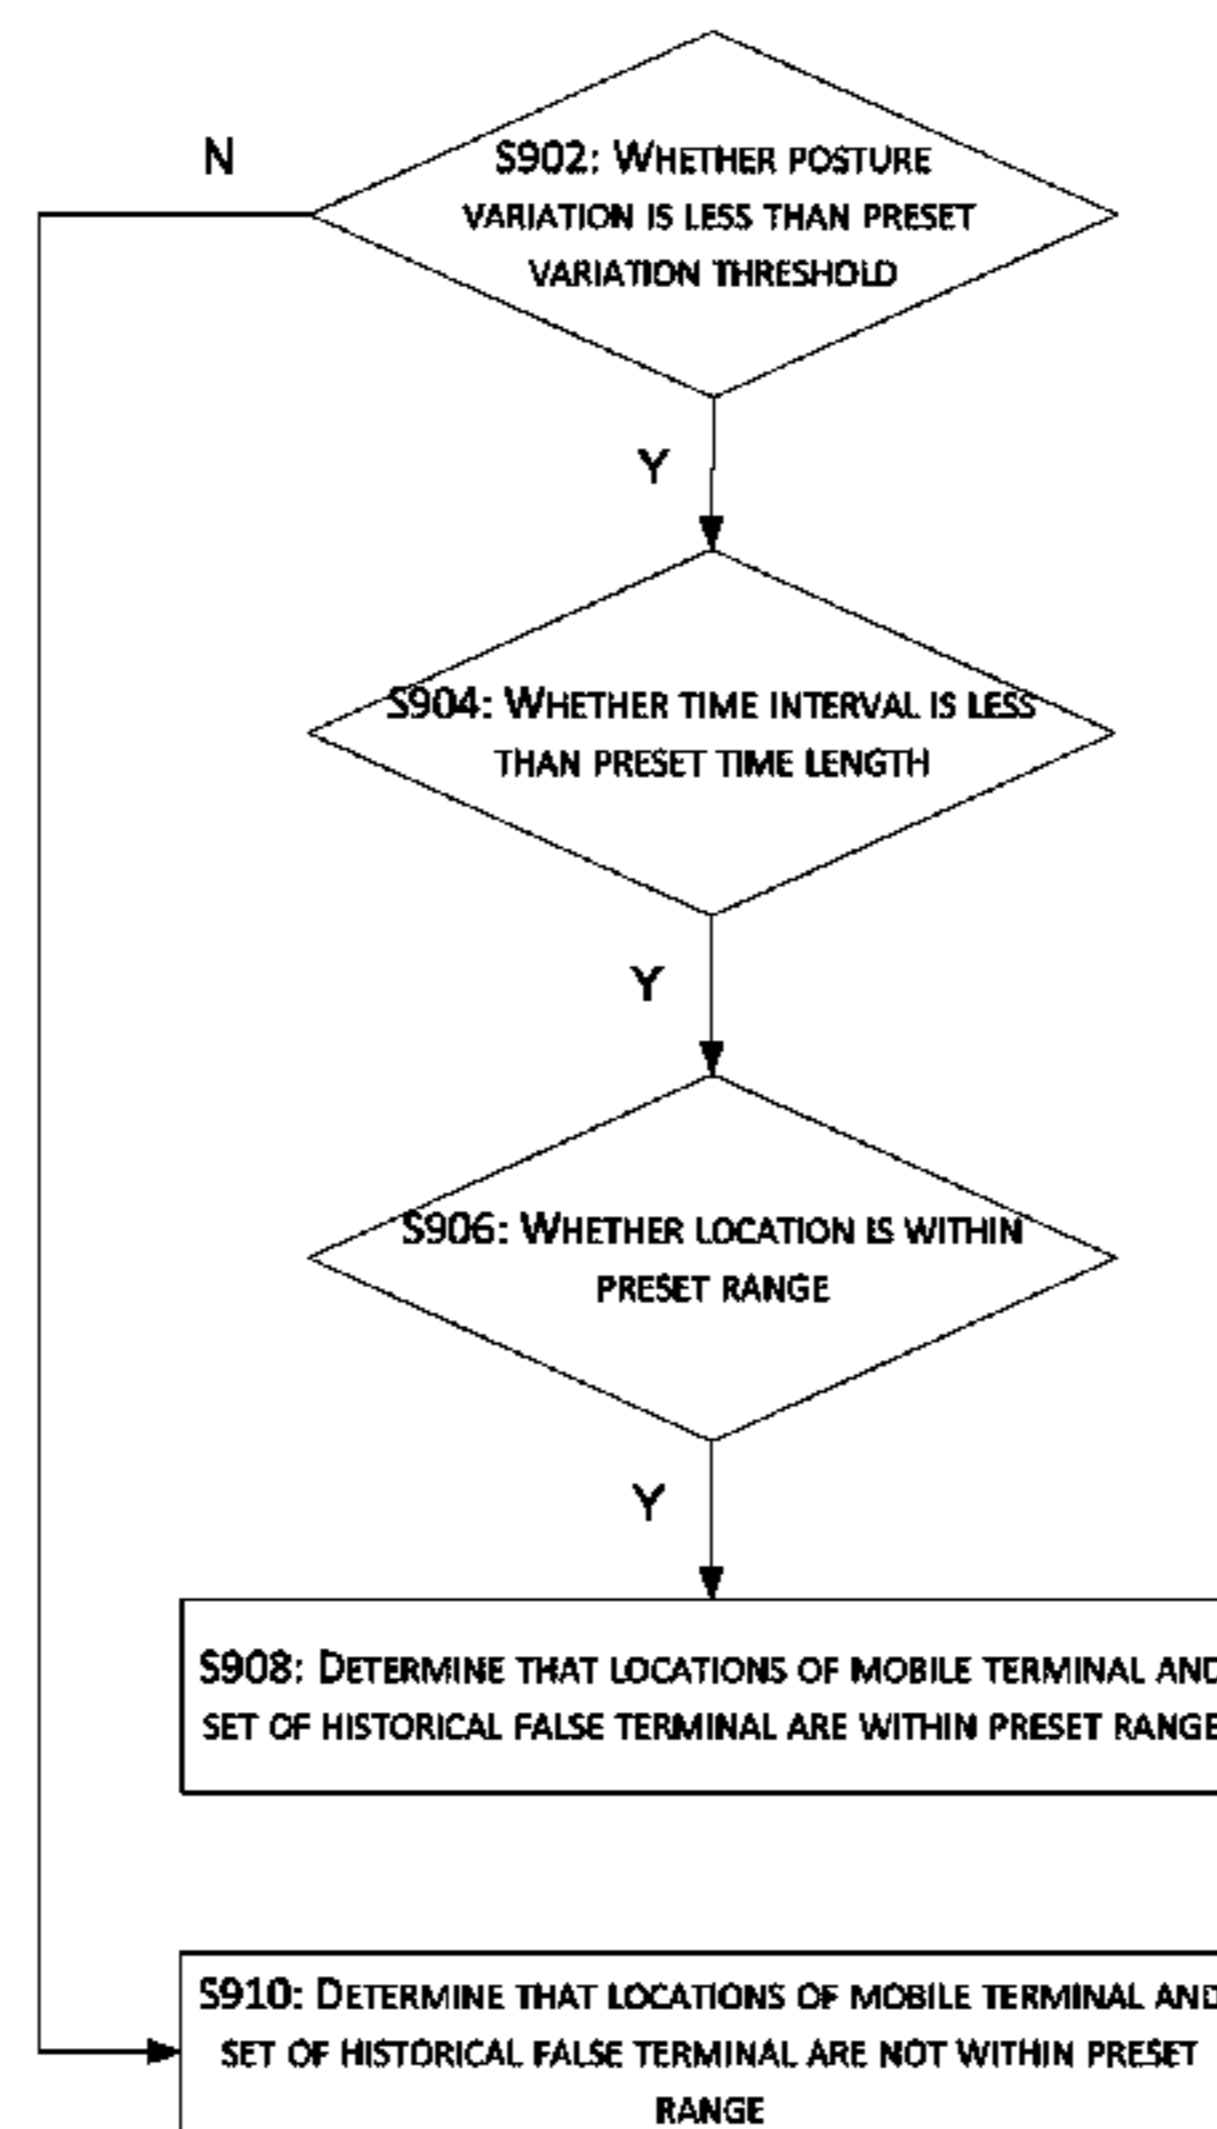 N
S902: WHETHER POSTURE
VARIATION IS LESS THAN PRESET
VARIATION THRESHOLD
Y
S904: WHETHER TIME INTERVAL IS LESS
THAN PRESET TIME LENGTH
Y
S906: WHETHER LOCATION IS WITHIN
PRESET RANGE
Y
S908: DETERMINE THAT LOCATIONS OF MOBILE TERMINAL AND
SET OF HISTORICAL FALSE TERMINAL ARE WITHIN PRESET RANGE
S910: DETERMINE THAT LOCATIONS OF MOBILE TERMINAL AND
SET OF HISTORICAL FALSE TERMINAL ARE NOT WITHIN PRESET
RANGE